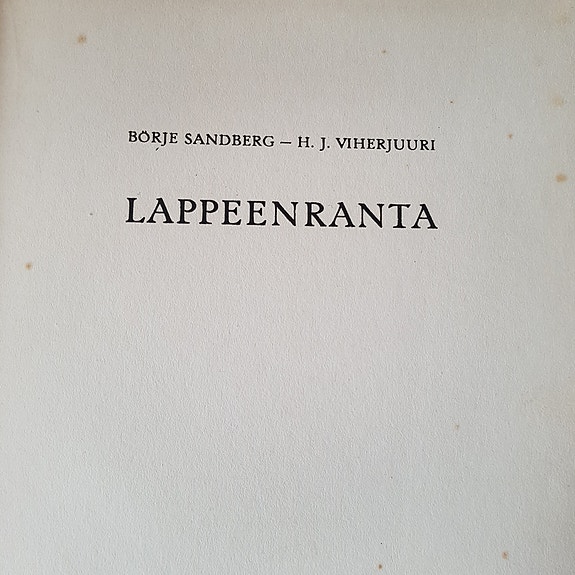 BÖRJE SANDBERG – H. J. VIHERJUURI
LAPPEENRANTA